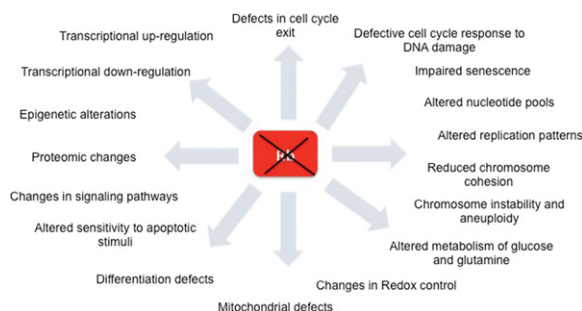 Defects in cell cycle
exit
Transcriptional up-regulation
Transcriptional down-regulation
Epigenetic alterations
Proteomic changes
Changes in signaling pathways
Altered sensitivity to apoptotic
stimuli
Differentiation defects
Mitochondrial defects
Defective cell cycle response to
DNA damage
Impaired senescence
Altered nucleotide pools
Altered replication patterns
Reduced chromosome
cohesion
Chromosome instability and
aneuploidy
Altered metabolism of glucose
and glutamine
Changes in Redox control